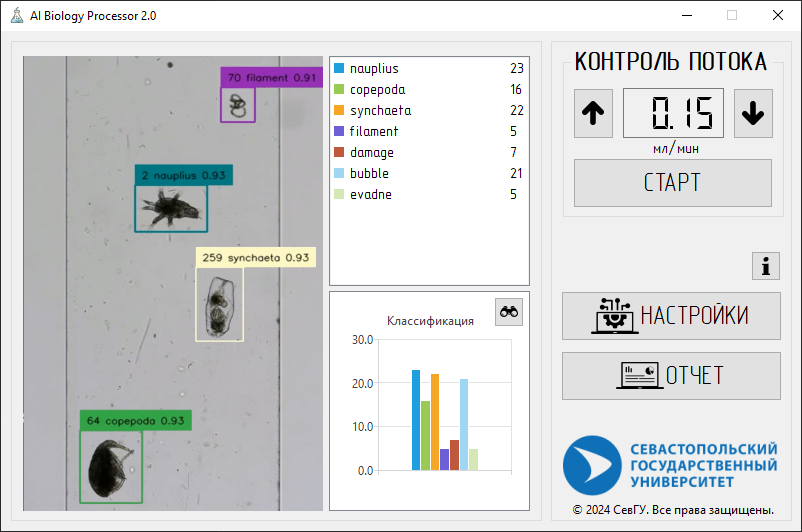 AI Biology Processor 2.0
70 filament 0.91
2 nauplius 0.93
259 synchaeta 0.93
64 copepoda 0.93
nauplius 23
copepoda 16
synchaeta 22
filament 5
damage 7
bubble 21
evadne 5
Классификация
30.0
20.0
10.0
0.0
КОНТРОЛЬ ПОТОКА
0.15
мл/мин
СТАРТ
i
НАСТРОЙКИ
ОТЧЕТ
СЕВАСТОПОЛЬСКИЙ
ГОСУДАРСТВЕННЫЙ
УНИВЕРСИТЕТ
© 2024 СевГУ. Все права защищены.